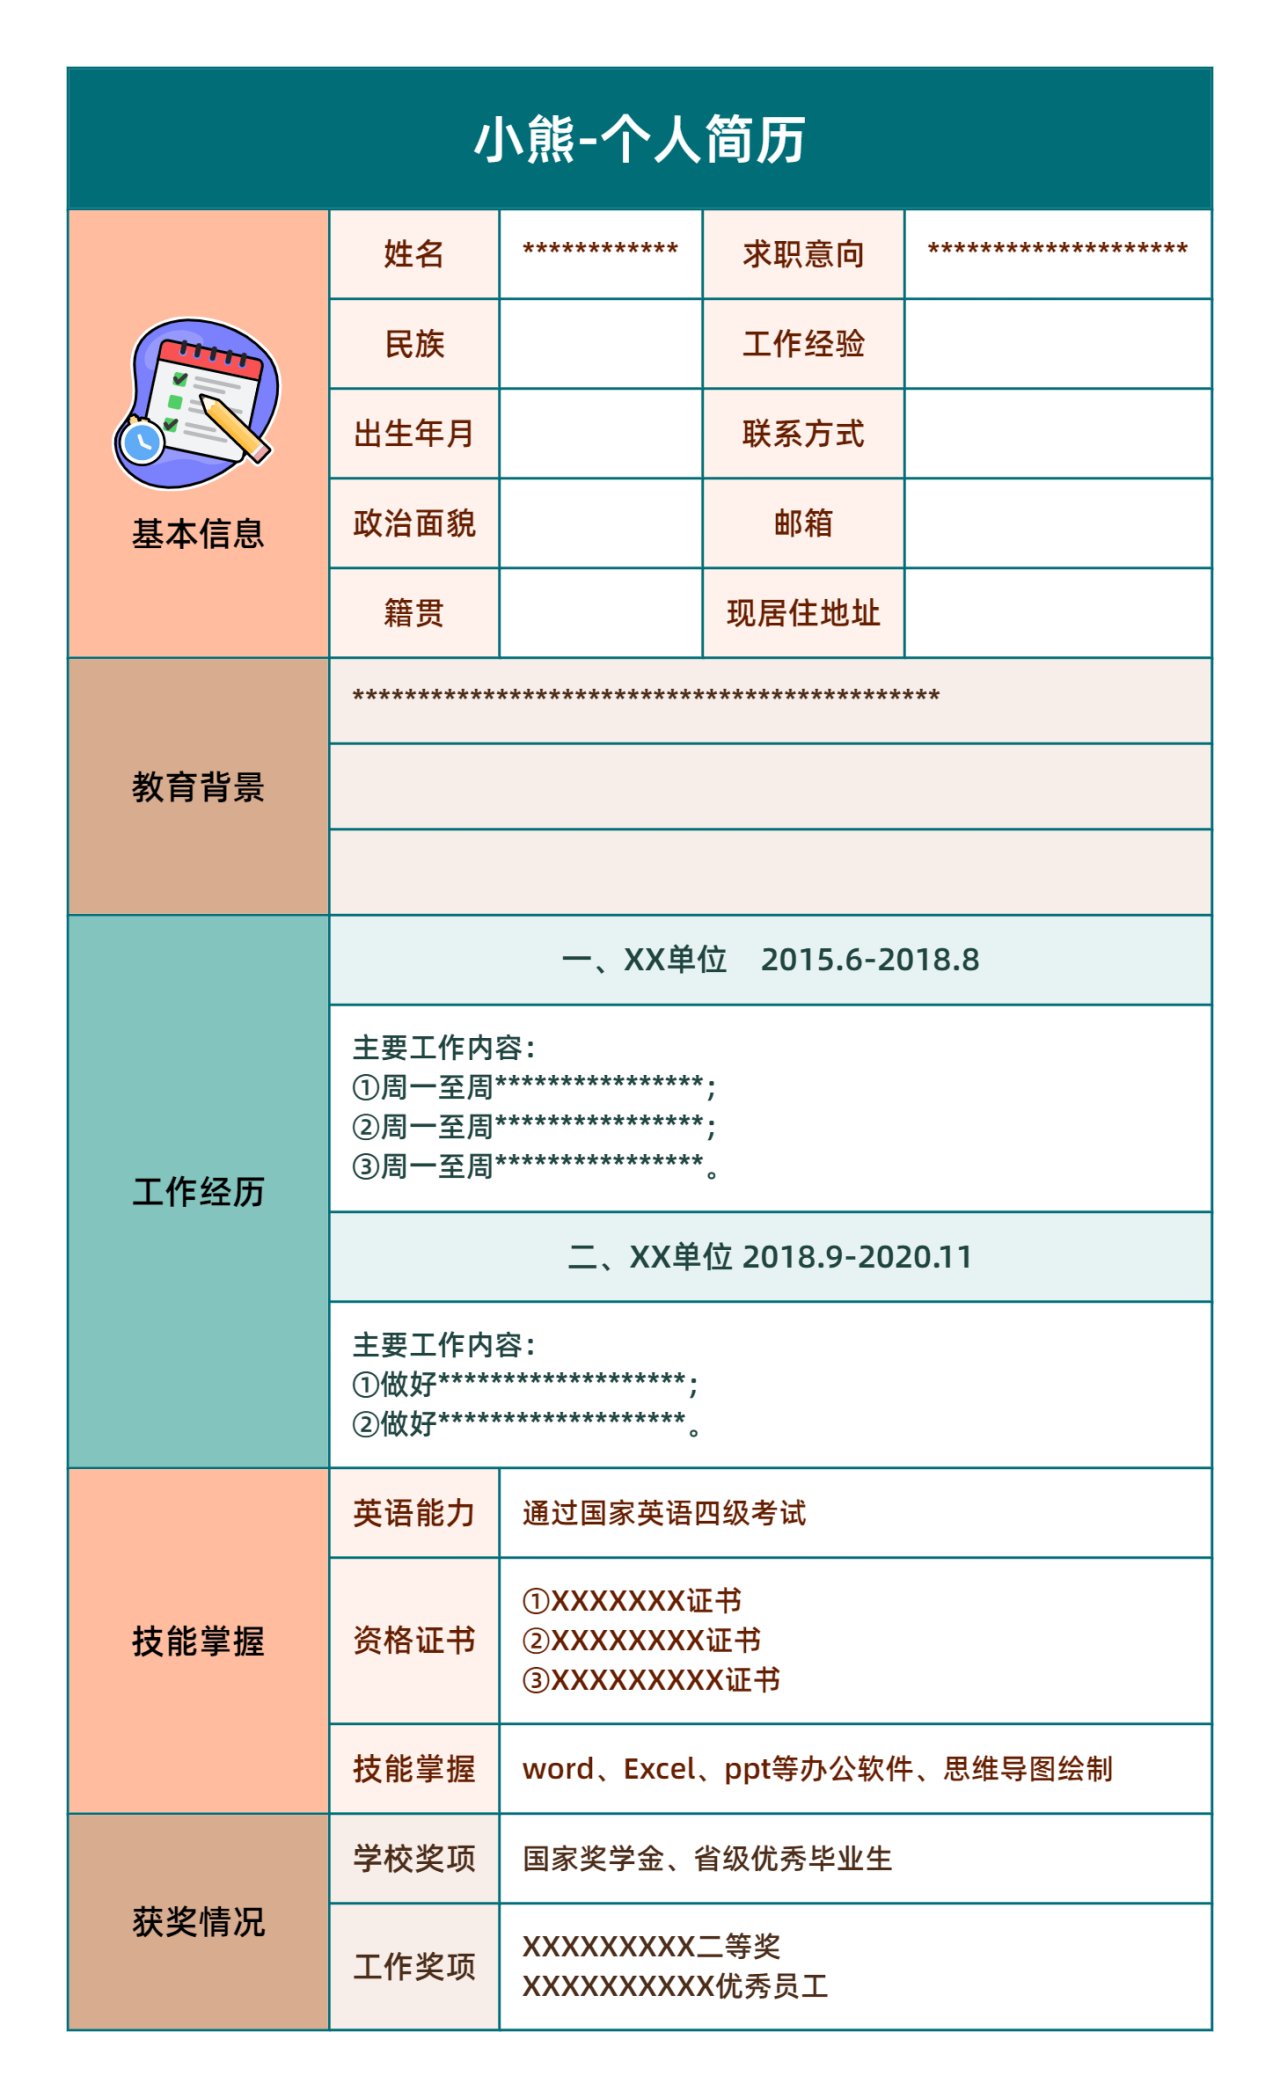 小熊-个人简历
基本信息
姓名 ************ 求职意向 ********************
民族 工作经验
出生年月 联系方式
政治面貌 邮箱
籍贯 现居住地址
教育背景
*********************************************
工作经历
一、XX单位 2015.6-2018.8
主要工作内容：
①周一至周****************；
②周一至周****************；
③周一至周****************。
二、XX单位 2018.9-2020.11
主要工作内容：
①做好*******************；
②做好*******************。
技能掌握
英语能力 通过国家英语四级考试
资格证书
①XXXXXXX证书
②XXXXXXXX证书
③XXXXXXXXX证书
技能掌握 word、Excel、ppt等办公软件、思维导图绘制
获奖情况
学校奖项 国家奖学金、省级优秀毕业生
工作奖项
XXXXXXXXX二等奖
XXXXXXXXXX优秀员工